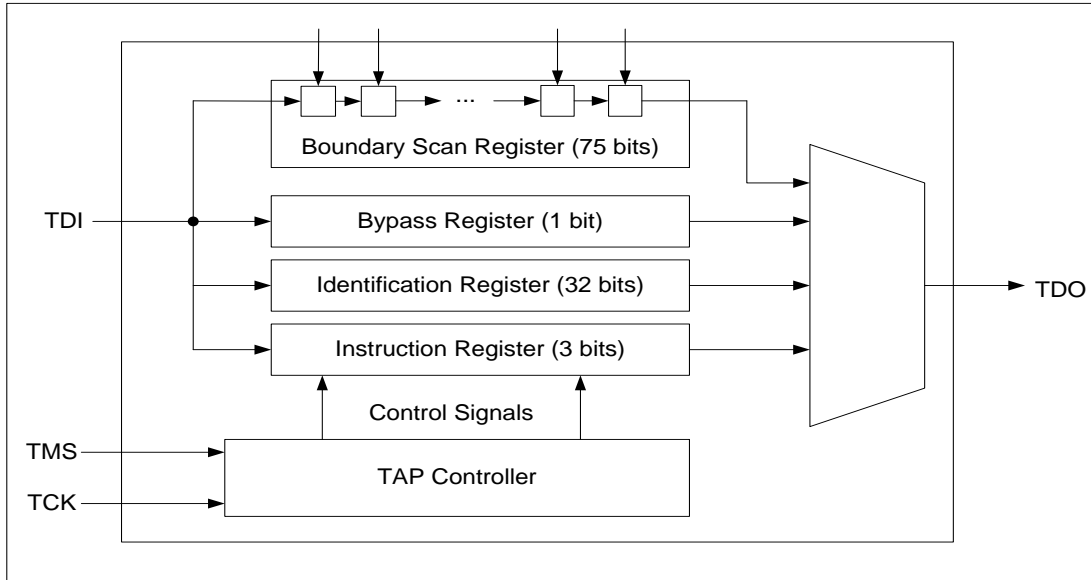 ...
Boundary Scan Register (75 bits)
TDI
Bypass Register (1 bit)
Identification Register (32 bits)
TDO
Instruction Register (3 bits)
Control Signals
TMS
TAP Controller
TCK